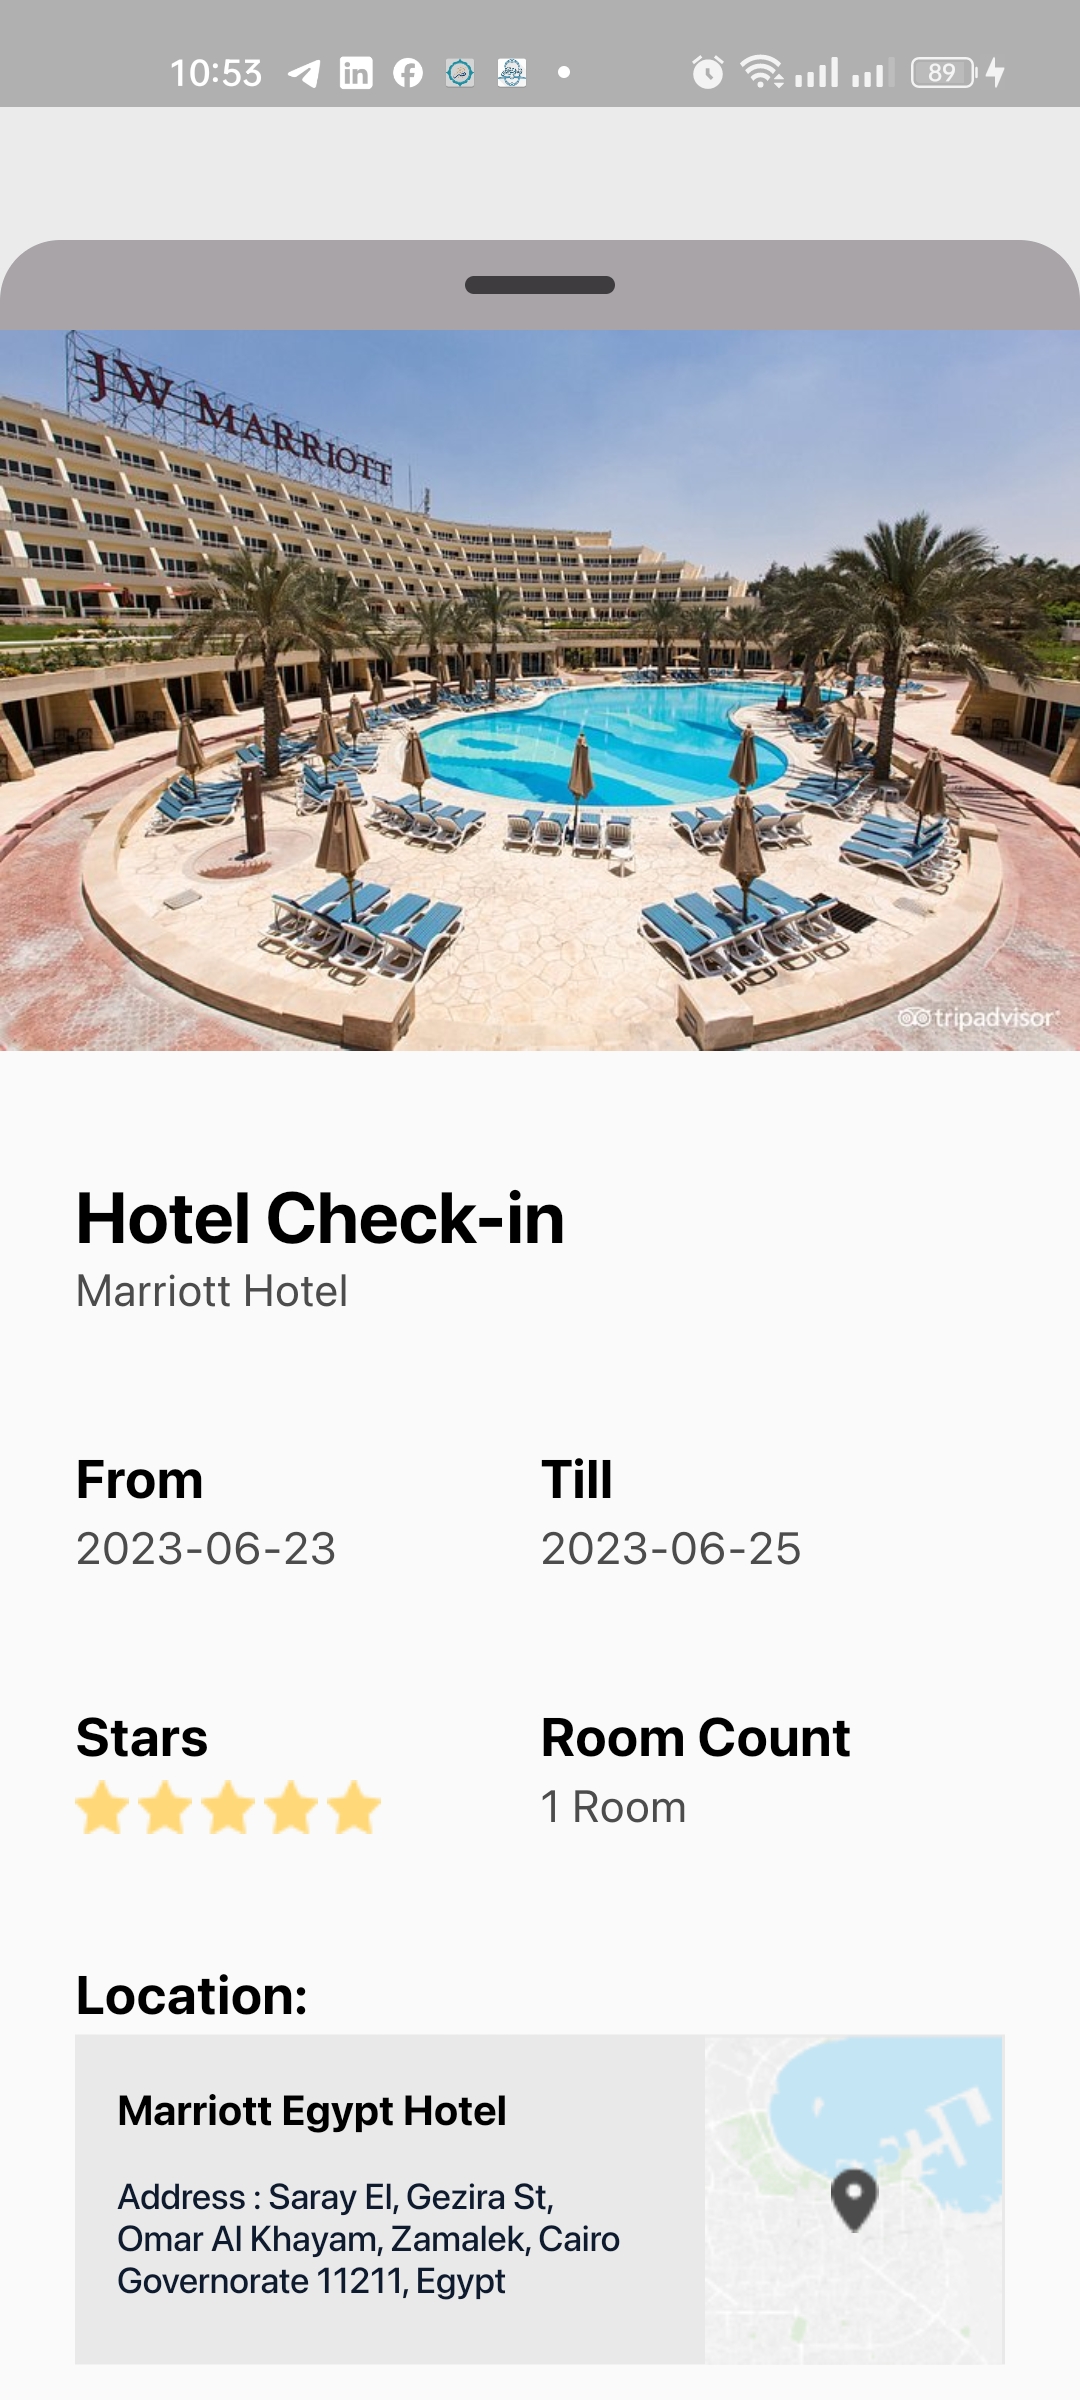 10:53
89
JW MARRIOTT
tripadvisor
Hotel Check-in
Marriott Hotel
From
Till
2023-06-23
2023-06-25
Stars
Room Count
1 Room
Location:
Marriott Egypt Hotel
Address : Saray El, Gezira St,
Omar Al Khayam, Zamalek, Cairo
Governorate 11211, Egypt